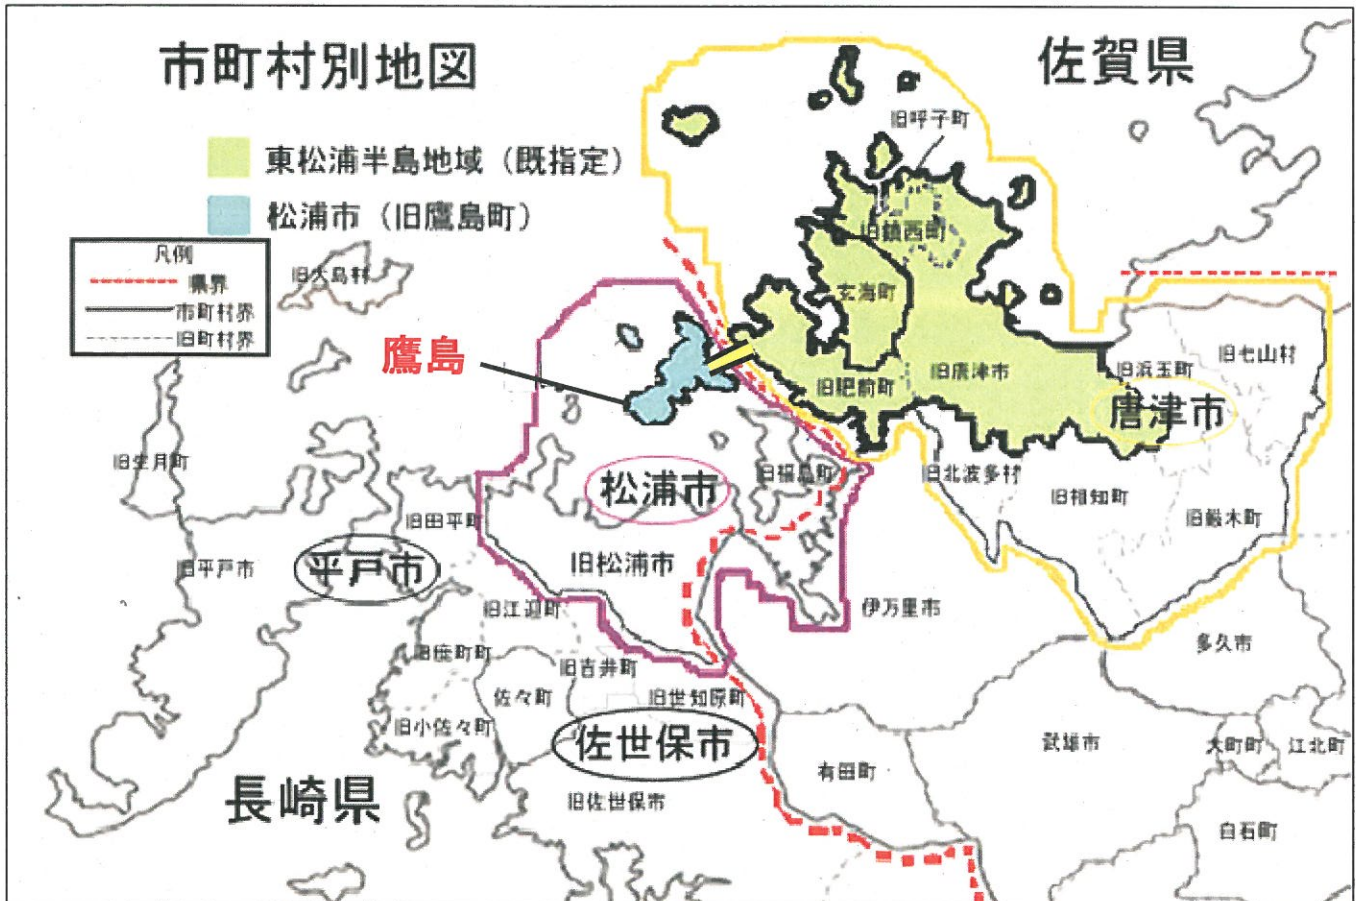 市町村別地図
佐賀県
東松浦半島地域（既指定）
松浦市（旧鷹島町）
凡例
県界
市町村界
旧町村界
旧呼子町
旧鎮西町
玄海町
旧大島村
鷹島
旧肥前町
旧唐津市
旧浜玉町
旧七山村
唐津市
旧生月町
松浦市
旧福島町
旧北波多村
旧相知町
旧厳木町
旧田平町
旧平戸市
平戸市
旧松浦市
旧江迎町
伊万里市
多久市
旧鹿町町
旧吉井町
佐々町
旧世知原町
旧小佐々町
佐世保市
有田町
武雄市
大町町
江北町
長崎県
旧佐世保市
白石町